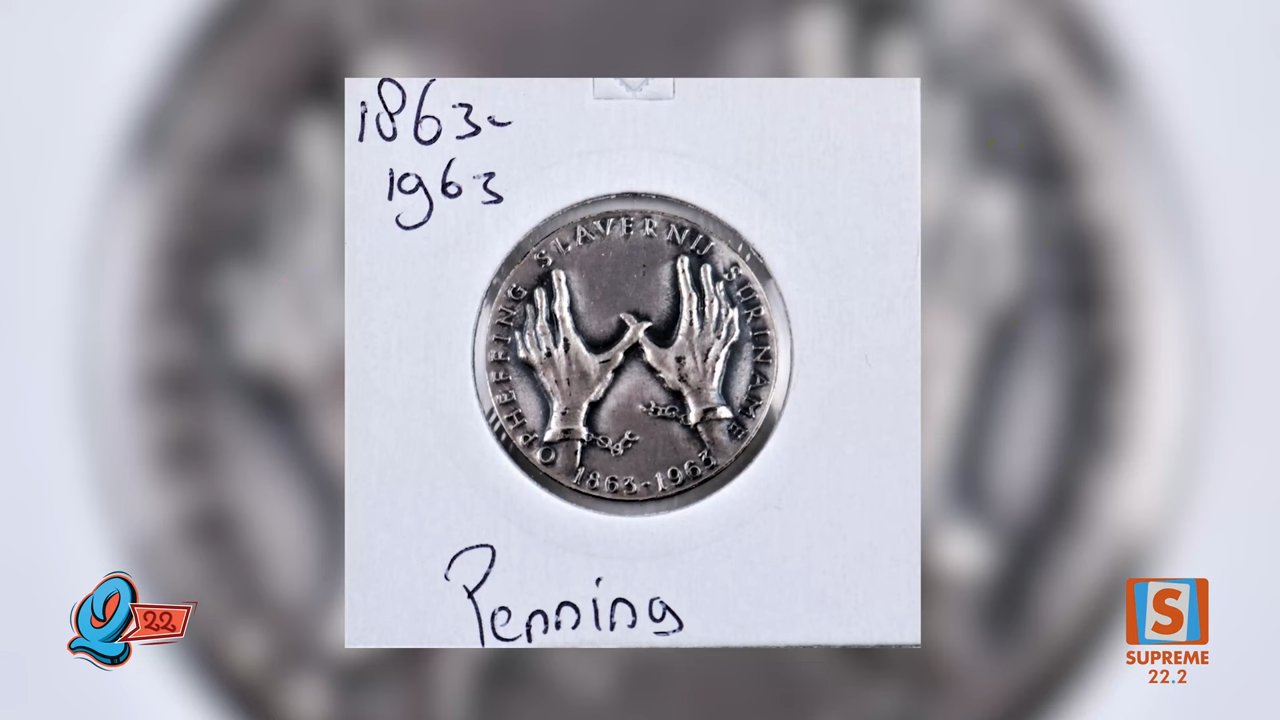 1863-
1963
OPHEFFING SLAVERNIJ SURINAME
1863-1963
Penning
Q 22
S
SUPREME
22.2